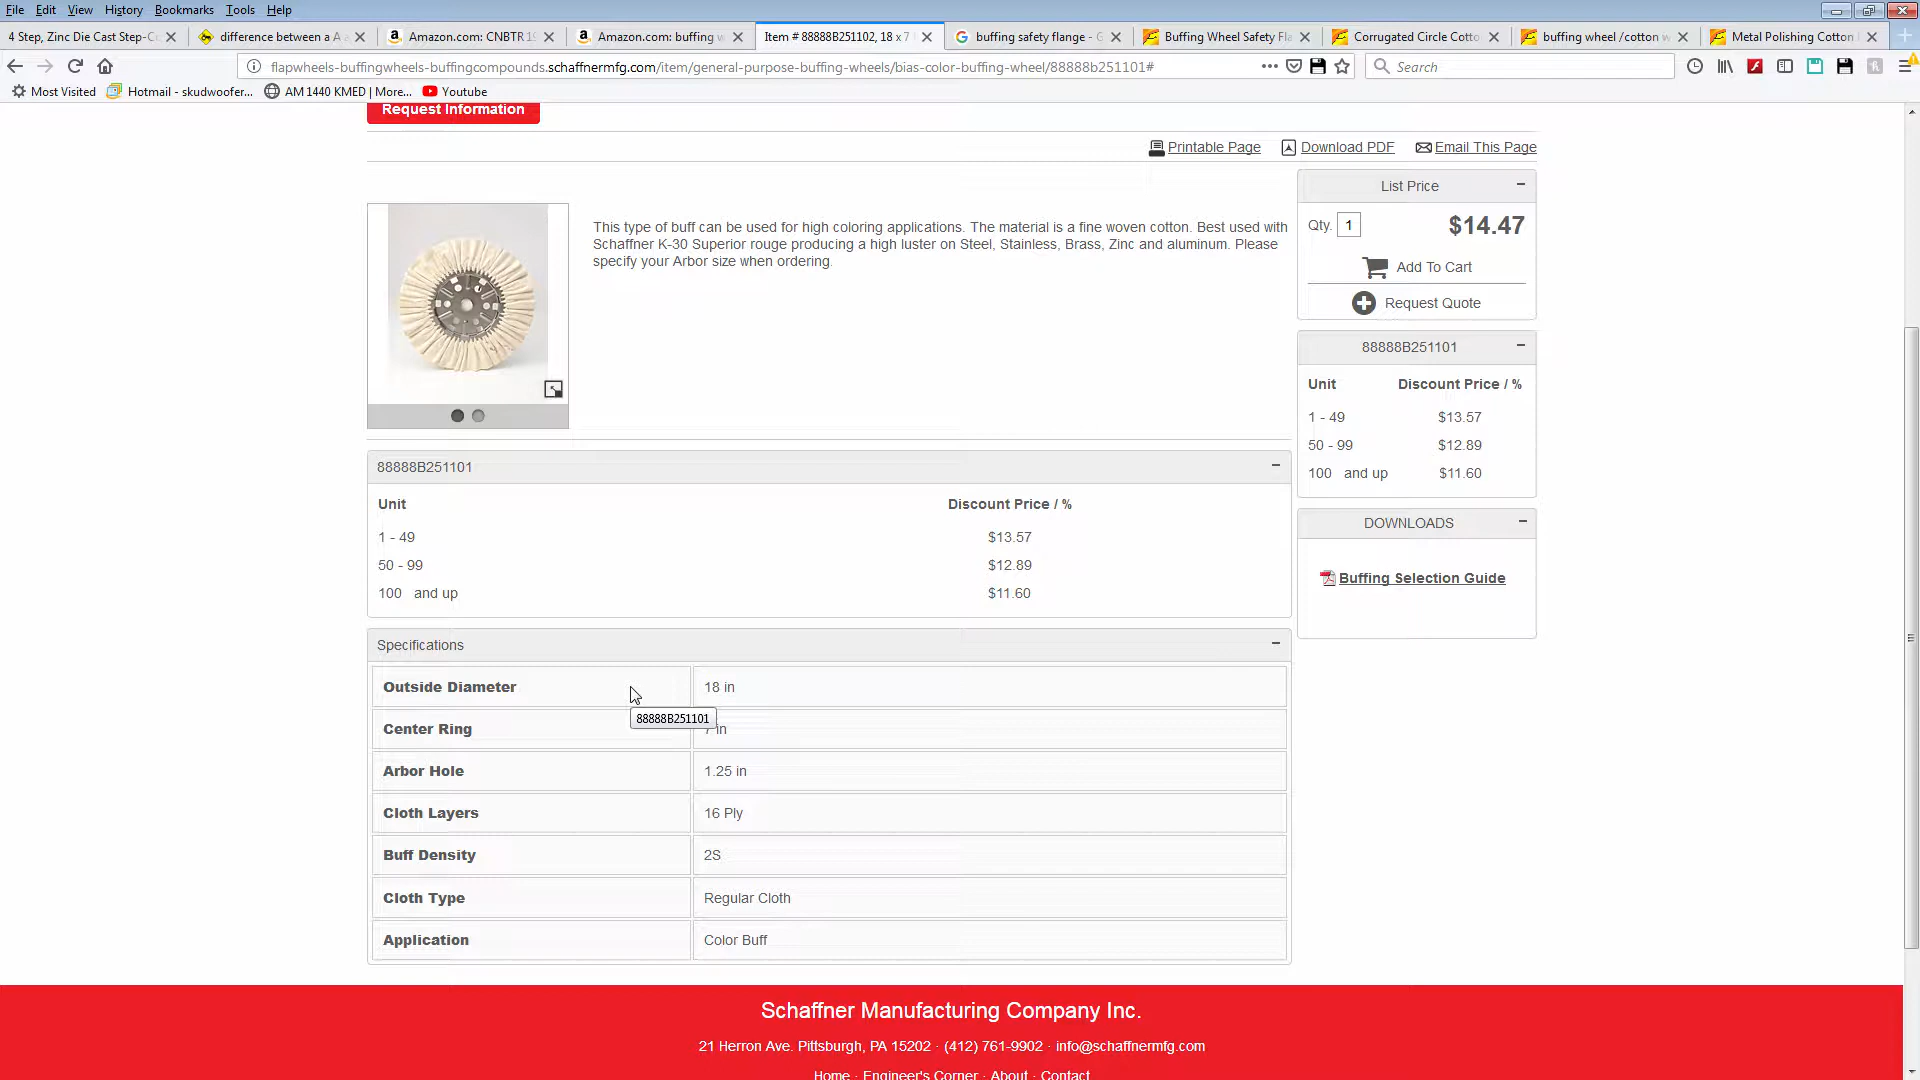 File Edit View History Bookmarks Tools Help
4 Step, Zinc Die Cast Step-C
difference between a A a
Amazon.com: CNBTR 19
Amazon.com: buffing w
Item # 88888B251102, 18 x 7
buffing safety flange - G
Buffing Wheel Safety Fla
Corrugated Circle Cotto
buffing wheel /cotton w
Metal Polishing Cotton
flapwheels-buffingwheels-buffingcompounds.schaffnermfg.com/item/general-purpose-buffing-wheels/bias-color-buffing-wheel/88888b251101#
Search
Most Visited
Hotmail - skudwoofer...
AM 1440 KMED | More...
Youtube
Request Information
Printable Page
Download PDF
Email This Page
This type of buff can be used for high coloring applications. The material is a fine woven cotton. Best used with
Schaffner K-30 Superior rouge producing a high luster on Steel, Stainless, Brass, Zinc and aluminum. Please
specify your Arbor size when ordering.
List Price
Qty. 1 $14.47
Add To Cart
Request Quote
88888B251101
Unit Discount Price / %
1 - 49 $13.57
50 - 99 $12.89
100 and up $11.60
DOWNLOADS
Buffing Selection Guide
88888B251101
Unit Discount Price / %
1 - 49 $13.57
50 - 99 $12.89
100 and up $11.60
Specifications
Outside Diameter 18 in
88888B251101
Center Ring 7 in
Arbor Hole 1.25 in
Cloth Layers 16 Ply
Buff Density 2S
Cloth Type Regular Cloth
Application Color Buff
Schaffner Manufacturing Company Inc.
21 Herron Ave. Pittsburgh, PA 15202 · (412) 761-9902 · info@schaffnermfg.com
Home · Engineer's Corner · About · Contact